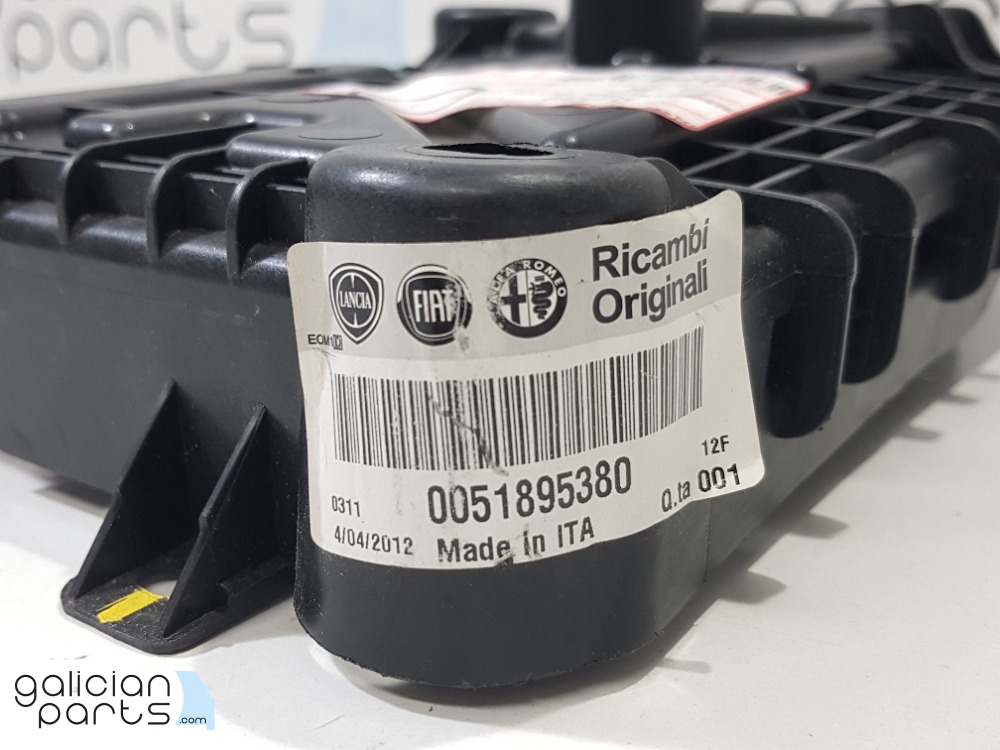 parts
parts
LANCIA
FIAT
ALFA ROMEO
Ricambi
Originali
0051895380
12F
0311
4/04/2012
Made in ITA
Q.ta 001
galician
parts.com